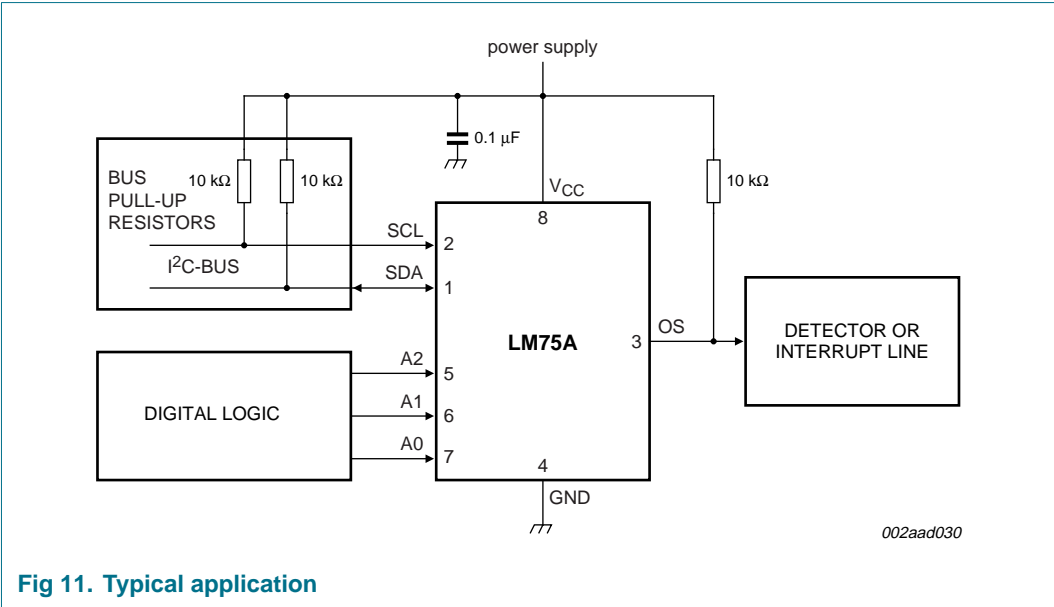 power supply
0.1 μF
BUS
PULL-UP
RESISTORS
10 kΩ
10 kΩ
10 kΩ
I2C-BUS
SCL
SDA
VCC
8
2
1
LM75A
3
OS
DETECTOR OR
INTERRUPT LINE
DIGITAL LOGIC
A2
A1
A0
5
6
7
4
GND
002aad030
Fig 11. Typical application